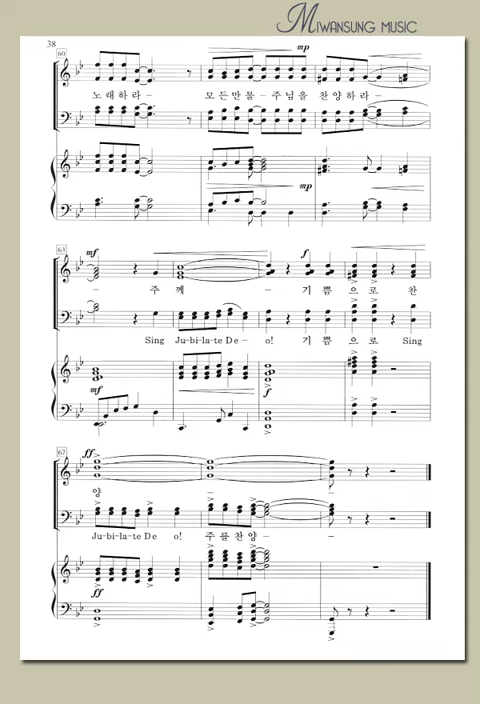 MIWANSUNG MUSIC
38
60
mp
노래하라– 모든만물–주님을 찬양하라–
mp
63
mf f
– 주께 – 기쁨으로 찬
Sing Ju-bi-la-te De – o! 기쁨으로 Sing
mf f
67
ff
양 – –
Ju-bi-la-te De o! 주를찬양– –
ff